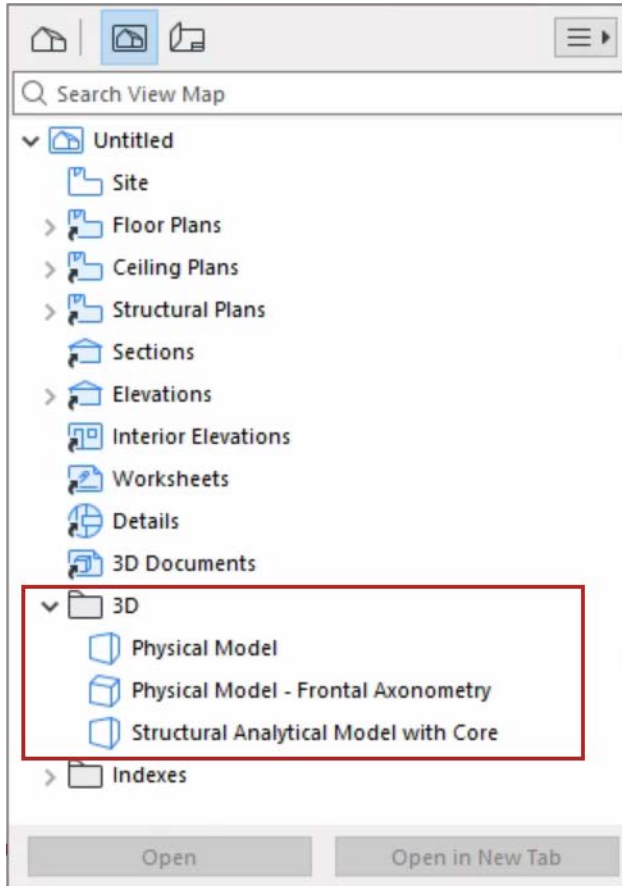 Search View Map
Untitled
Site
Floor Plans
Ceiling Plans
Structural Plans
Sections
Elevations
Interior Elevations
Worksheets
Details
3D Documents
3D
Physical Model
Physical Model - Frontal Axonometry
Structural Analytical Model with Core
Indexes
Open Open in New Tab